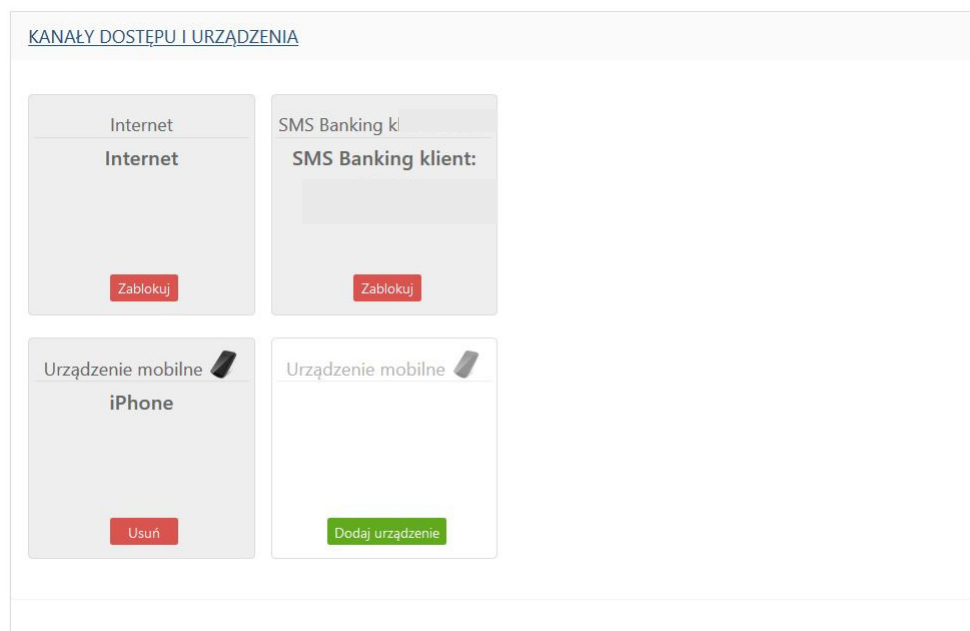 KANAŁY DOSTĘPU I URZĄDZENIA
Internet
Internet
Zablokuj
SMS Banking
SMS Banking klient:
Zablokuj
Urządzenie mobilne
iPhone
Usuń
Urządzenie mobilne
Dodaj urządzenie